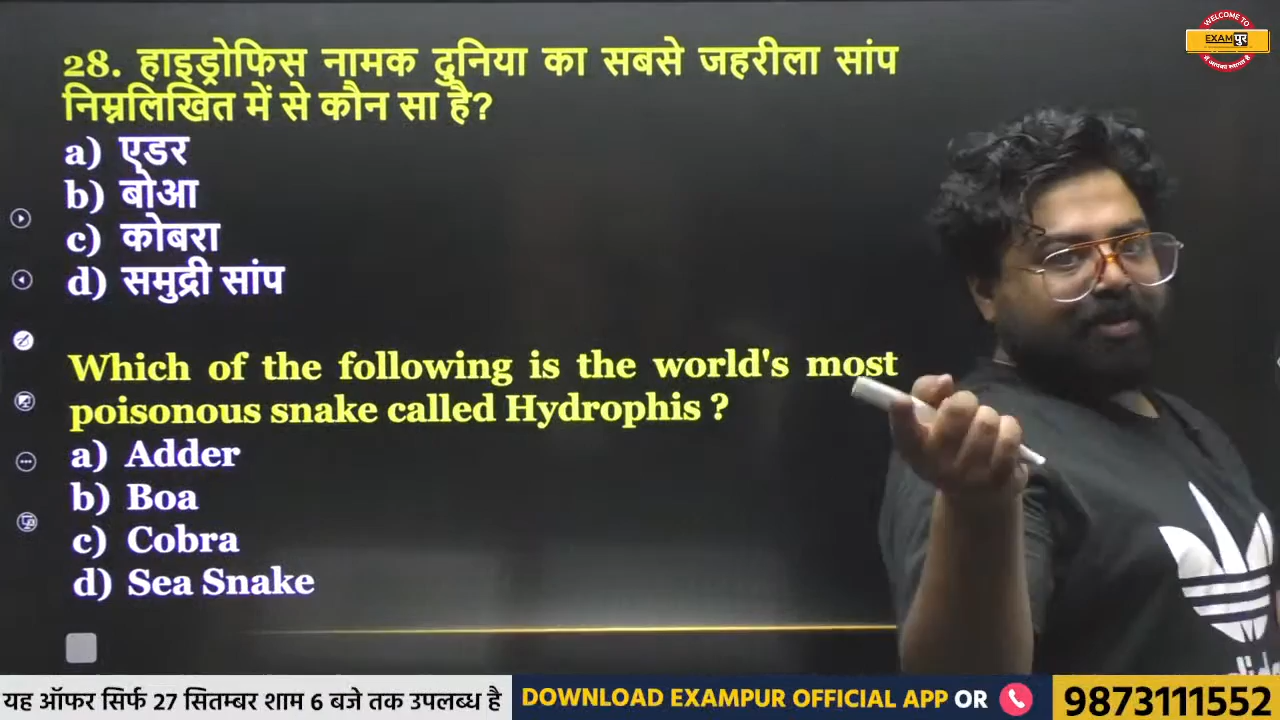 WELCOME TO
EXAMपुर
में आपका स्वागत है
28. हाइड्रोफिस नामक दुनिया का सबसे जहरीला सांप
निम्नलिखित में से कौन सा है?
a) एडर
b) बोआ
c) कोबरा
d) समुद्री सांप
Which of the following is the world's most
poisonous snake called Hydrophis ?
a) Adder
b) Boa
c) Cobra
d) Sea Snake
यह ऑफर सिर्फ 27 सितम्बर शाम 6 बजे तक उपलब्ध है
DOWNLOAD EXAMPUR OFFICIAL APP OR
9873111552